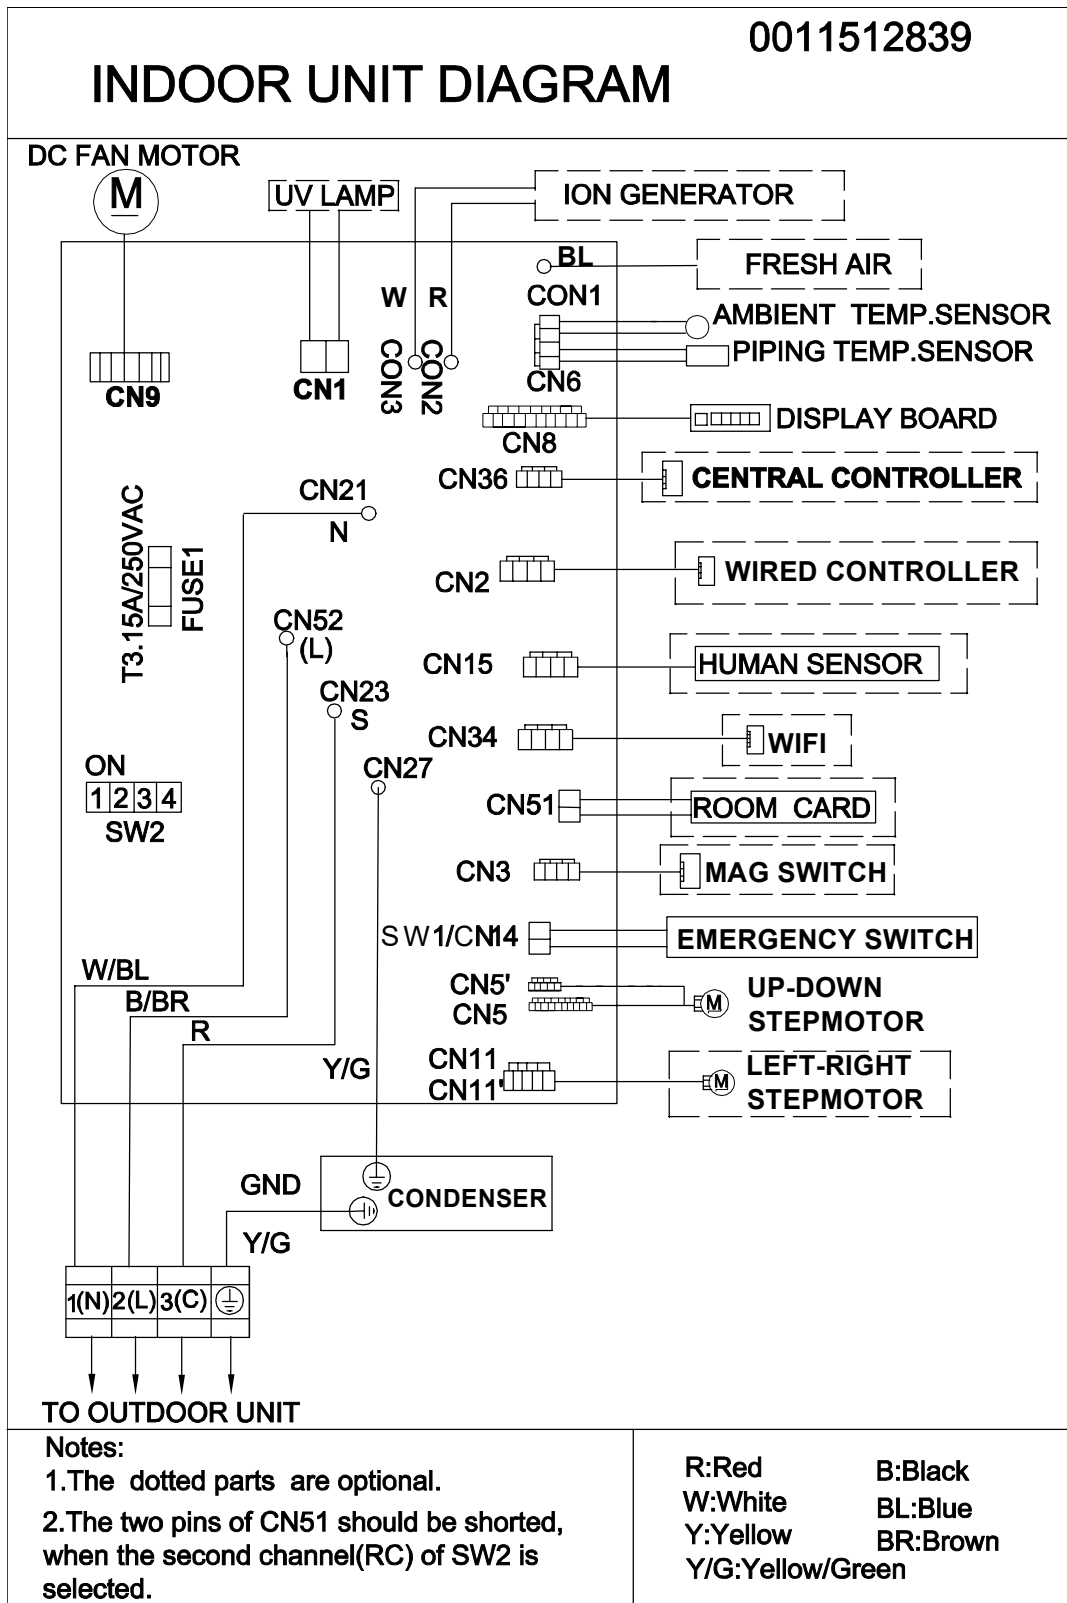 0011512839
INDOOR UNIT DIAGRAM
DC FAN MOTOR
M
UV LAMP
ION GENERATOR
BL
FRESH AIR
W R
CON1
AMBIENT TEMP.SENSOR
PIPING TEMP.SENSOR
CN9
CN1
CON3
CON2
CN6
DISPLAY BOARD
CN8
CN36
CENTRAL CONTROLLER
CN21
N
T3.15A/250VAC
FUSE1
CN2
WIRED CONTROLLER
CN52
(L)
CN15
HUMAN SENSOR
CN23
S
CN34
WIFI
ON
CN27
1 2 3 4
SW2
CN51
ROOM CARD
CN3
MAG SWITCH
SW1/CN14
EMERGENCY SWITCH
W/BL
B/BR
R
CN5'
CN5
M
UP-DOWN
STEPMOTOR
Y/G
CN11
CN11'
M
LEFT-RIGHT
STEPMOTOR
GND
CONDENSER
Y/G
1(N) 2(L) 3(C)
TO OUTDOOR UNIT
Notes:
1.The dotted parts are optional.
2.The two pins of CN51 should be shorted,
when the second channel(RC) of SW2 is
selected.
R:Red B:Black
W:White BL:Blue
Y:Yellow BR:Brown
Y/G:Yellow/Green